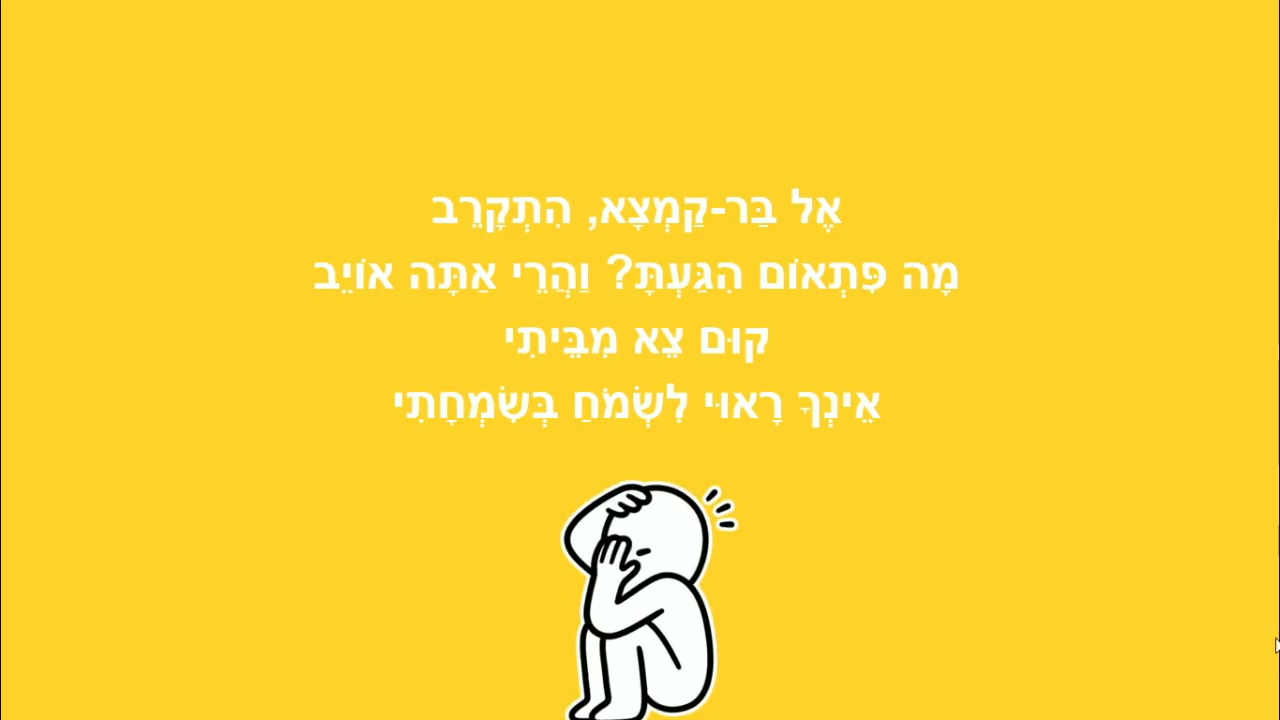 אֶל בַּר-קַמְצָא, הִתְקָרֵב
מָה פִּתְאוֹם הִגַּעְתָּ? וַהֲרֵי אַתָּה אוֹיֵב
קוּם צֵא מִבֵּיתִי
אֵינְךָ רָאוּי לִשְׂמֹחַ בְּשִׂמְחָתִי